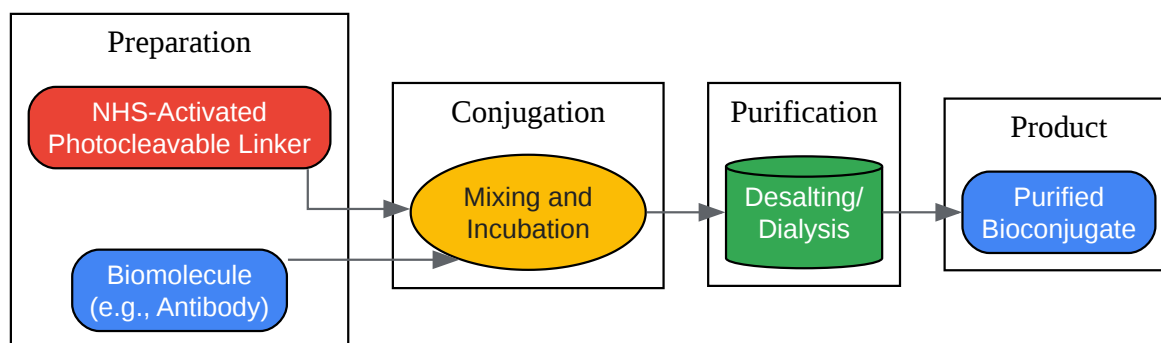 Preparation
NHS-Activated
Photocleavable Linker
Biomolecule
(e.g., Antibody)
Conjugation
Mixing and
Incubation
Purification
Desalting/
Dialysis
Product
Purified
Bioconjugate